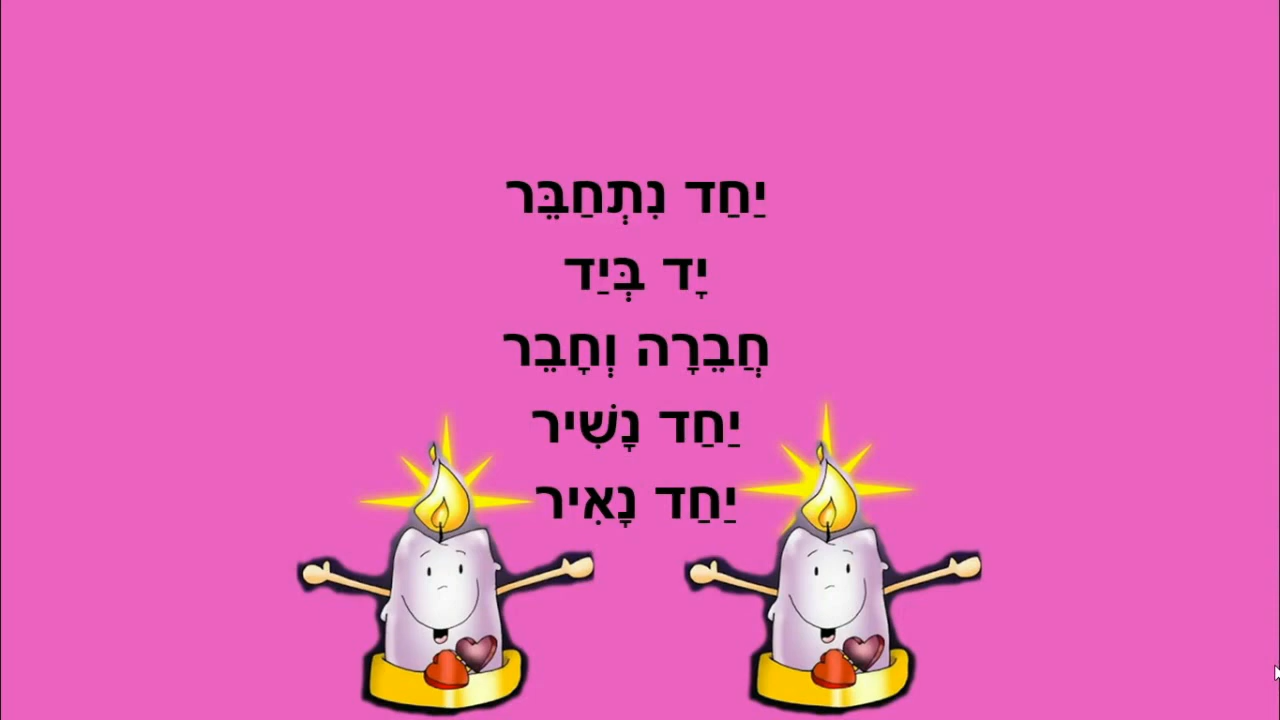 יַחַד נִתְחַבֵּר
יָד בְּיַד
חֲבֵרָה וְחָבֵר
יַחַד נָשִׁיר
יַחַד נָאִיר